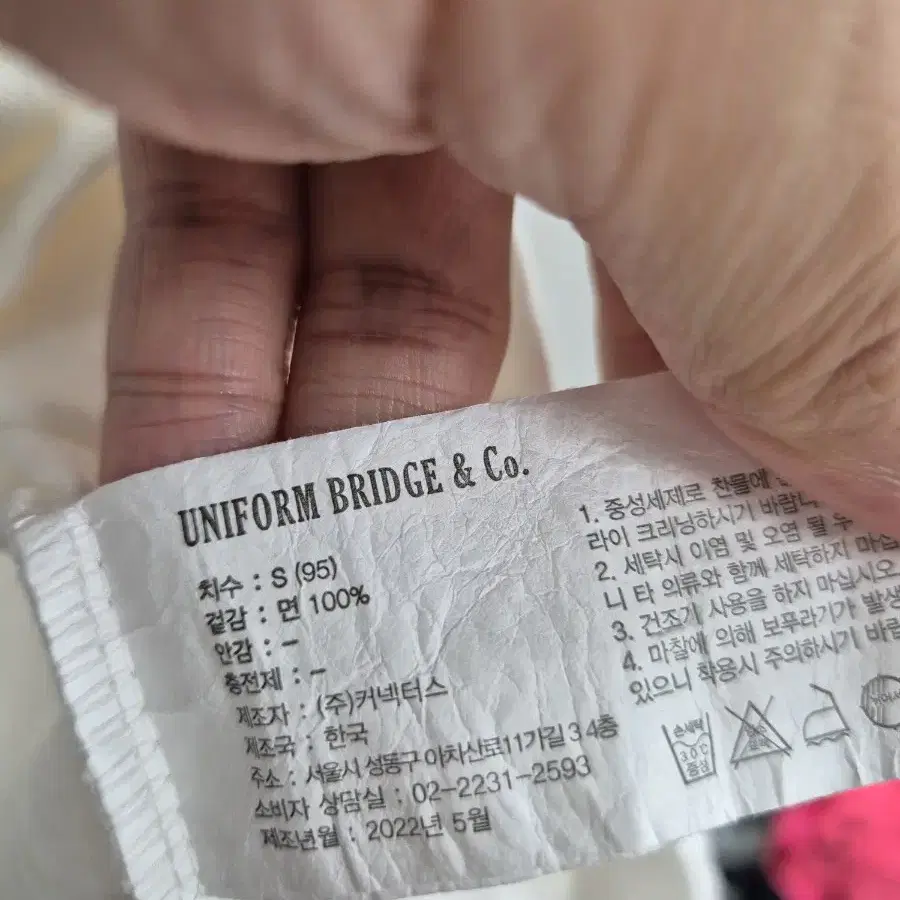 UNIFORM BRIDGE & Co.
치수 : S (95)
겉감 : 면 100%
안감 : -
충전제 : -
제조자 : (주)커넥터스
제조국 : 한국
주소 : 서울시 성동구 아차산로11가길 3 4층
소비자 상담실 : 02-2231-2593
제조년월 : 2022년 5월
1. 중성세제로 찬물에
라이 크리닝하시기 바랍니
2. 세탁시 이염 및 오염 될 우
니 타 의류와 함께 세탁하지 마십
3. 건조기 사용을 하지 마십시오
4. 마찰에 의해 보푸라기가 발생
있으니 착용시 주의하시기 바랍
손세탁
30℃
중성